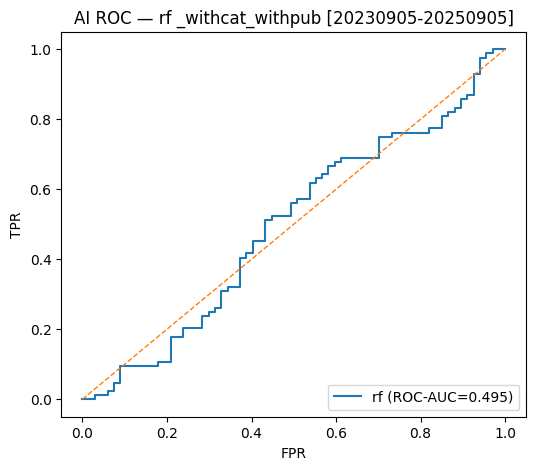 AI ROC — rf _withcat_withpub [20230905-20250905]
TPR
1.0
0.8
0.6
0.4
0.2
0.0
rf (ROC-AUC=0.495)
0.0 0.2 0.4 0.6 0.8 1.0
FPR